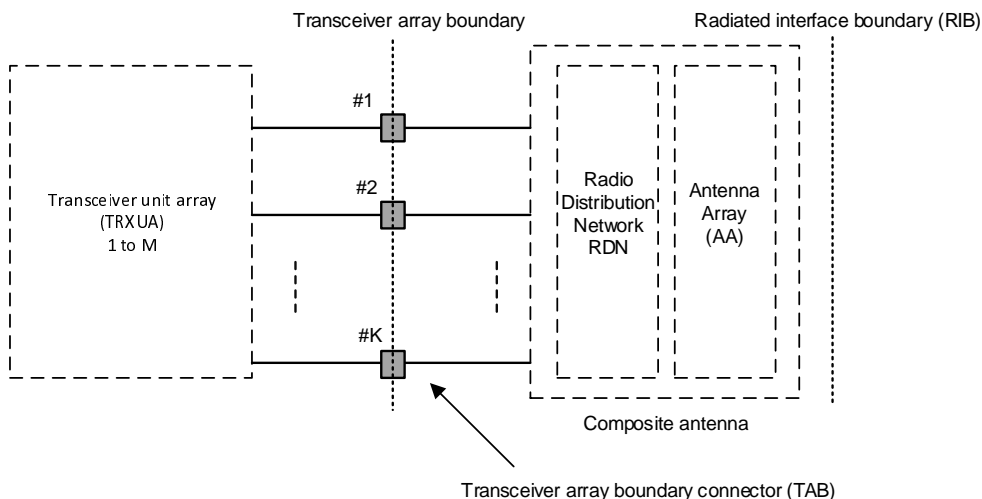 Transceiver array boundary
Radiated interface boundary (RIB)
#1
#2
#K
Transceiver unit array
(TRXUA)
1 to M
Radio
Distribution
Network
RDN
Antenna
Array
(AA)
Composite antenna
Transceiver array boundary connector (TAB)